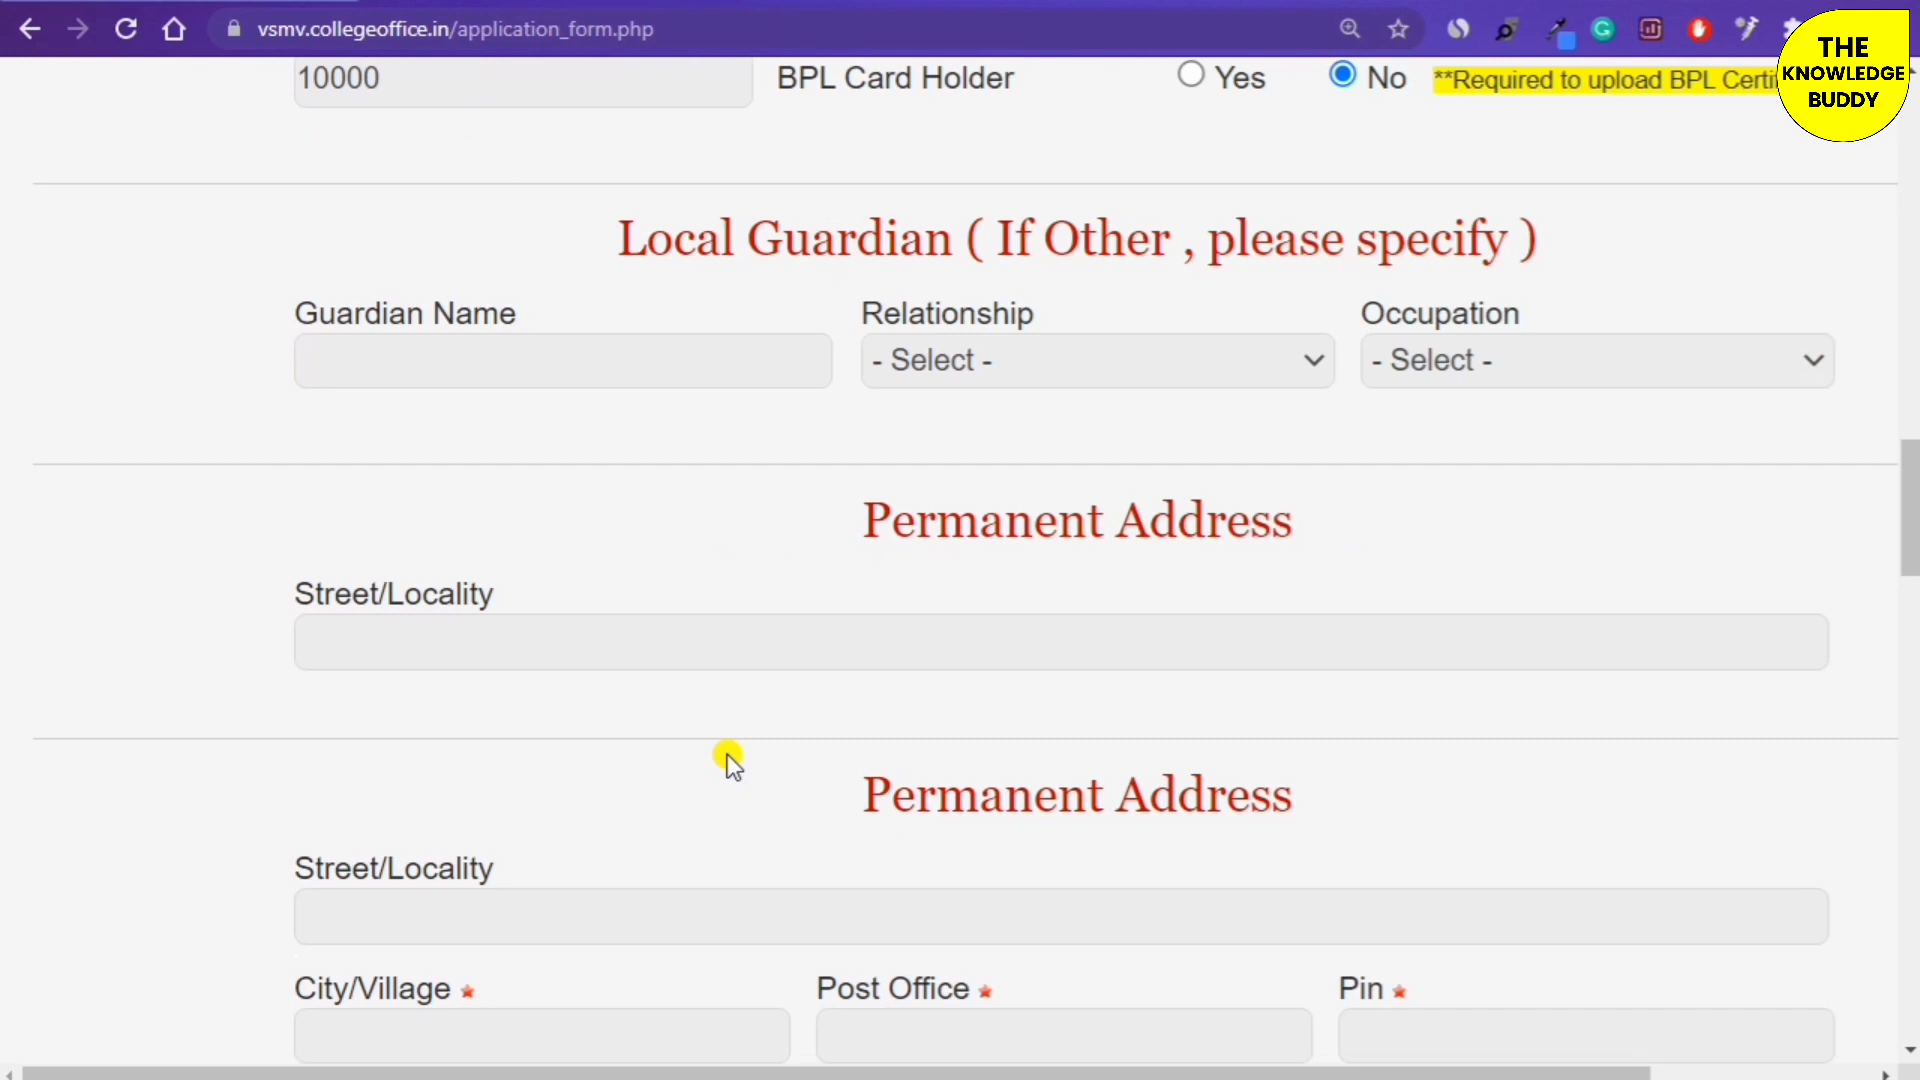 vsmv.collegeoffice.in/application_form.php
THE
KNOWLEDGE
BUDDY
10000 BPL Card Holder Yes No **Required to upload BPL
Local Guardian ( If Other , please specify )
Guardian Name Relationship Occupation
- Select - - Select -
Permanent Address
Street/Locality
Permanent Address
Street/Locality
City/Village * Post Office * Pin *